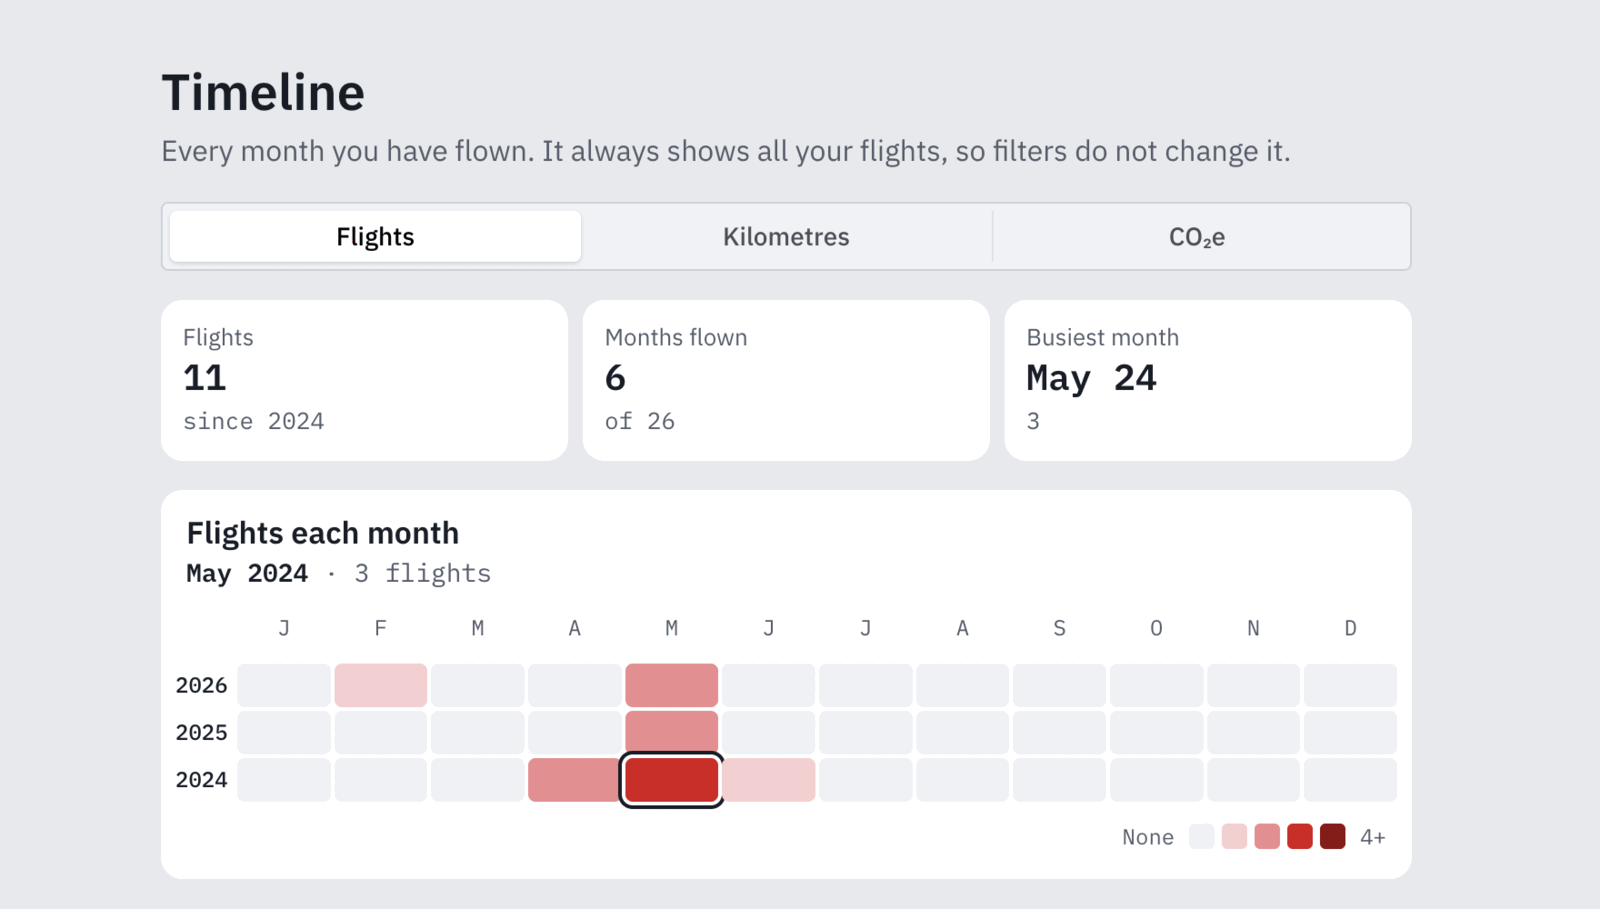 Timeline
Every month you have flown. It always shows all your flights, so filters do not change it.
Flights Kilometres CO₂e
Flights
11
since 2024
Months flown
6
of 26
Busiest month
May 24
3
Flights each month
May 2024 · 3 flights
J F M A M J J A S O N D
2026
2025
2024
None 4+